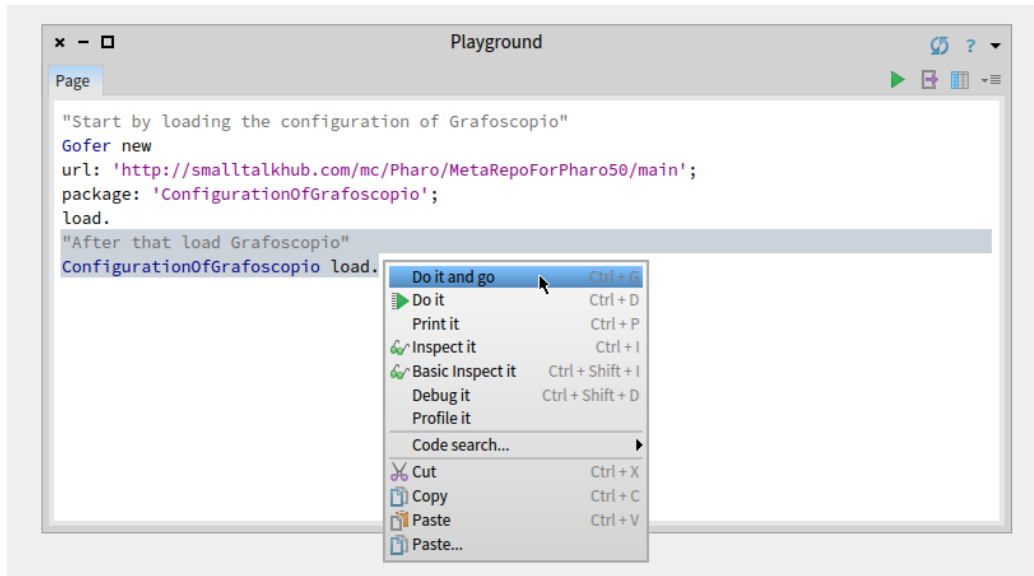 Playground
?
Page
"Start by loading the configuration of Grafoscopio"
Gofer new
url: 'http://smalltalkhub.com/mc/Pharo/MetaRepoForPharo50/main';
package: 'ConfigurationOfGrafoscopio';
load.
"After that load Grafoscopio"
ConfigurationOfGrafoscopio load.
Do it and go Ctrl + G
Do it Ctrl + D
Print it Ctrl + P
Inspect it Ctrl + I
Basic Inspect it Ctrl + Shift + I
Debug it Ctrl + Shift + D
Profile it
Code search...
Cut Ctrl + X
Copy Ctrl + C
Paste Ctrl + V
Paste...